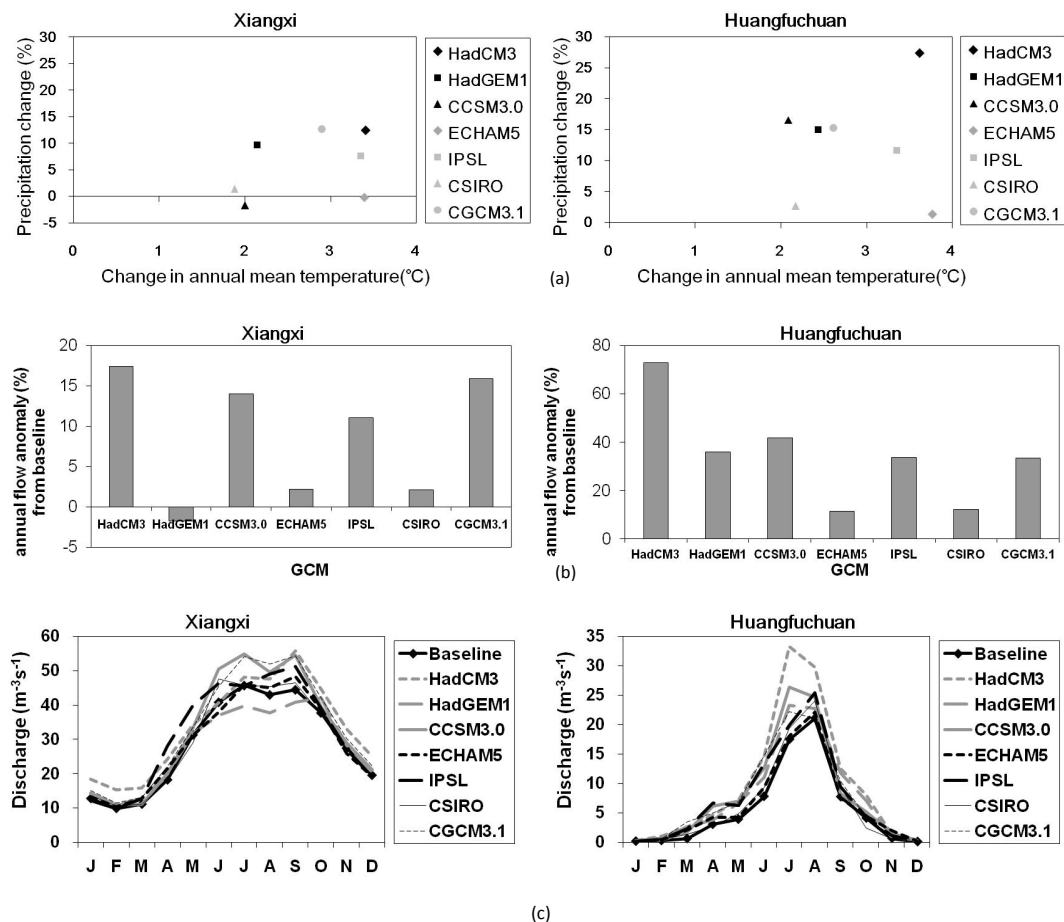 Xiangxi
Precipitation change (%)
30
25
20
15
10
5
0
-5
0 1 2 3 4
Change in annual mean temperature(°C)
HadCM3
HadGEM1
CCSM3.0
ECHAM5
IPSL
CSIRO
CGCM3.1
Huangfuchuan
Precipitation change (%)
30
25
20
15
10
5
0
0 1 2 3 4
Change in annual mean temperature(°C)
HadCM3
HadGEM1
CCSM3.0
ECHAM5
IPSL
CSIRO
CGCM3.1
(a)
Xiangxi
annual flow anomaly (%)
from baseline
20
15
10
5
0
-5
HadCM3 HadGEM1 CCSM3.0 ECHAM5 IPSL CSIRO CGCM3.1
GCM
Huangfuchuan
annual flow anomaly (%)
from baseline
80
60
40
20
0
HadCM3 HadGEM1 CCSM3.0 ECHAM5 IPSL CSIRO CGCM3.1
GCM
(b)
Xiangxi
Discharge (m⁻³s⁻¹)
60
50
40
30
20
10
0
J F M A M J J A S O N D
Baseline
HadCM3
HadGEM1
CCSM3.0
ECHAM5
IPSL
CSIRO
CGCM3.1
Huangfuchuan
Discharge (m⁻³s⁻¹)
35
30
25
20
15
10
5
0
J F M A M J J A S O N D
Baseline
HadCM3
HadGEM1
CCSM3.0
ECHAM5
IPSL
CSIRO
CGCM3.1
(c)